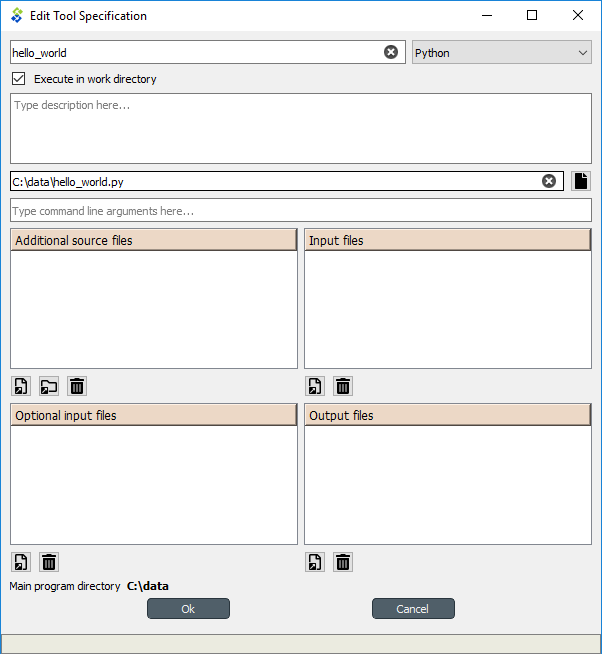 Edit Tool Specification
hello_world
Python
Execute in work directory
Type description here...
C:\data\hello_world.py
Type command line arguments here...
Additional source files
Input files
Optional input files
Output files
Main program directory C:\data
Ok
Cancel